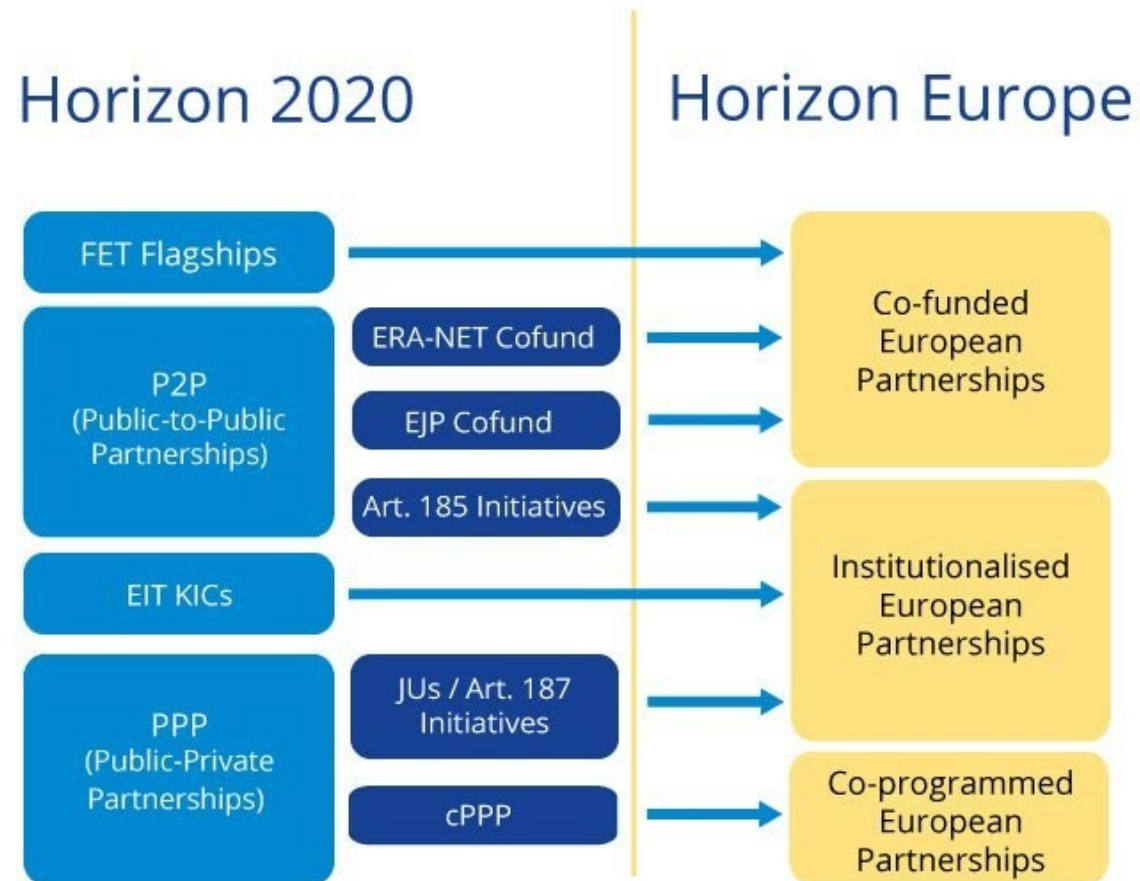 Horizon 2020
Horizon Europe
FET Flagships
P2P
(Public-to-Public
Partnerships)
ERA-NET Cofund
EJP Cofund
Art. 185 Initiatives
EIT KICs
PPP
(Public-Private
Partnerships)
JUs / Art. 187
Initiatives
cPPP
Co-funded
European
Partnerships
Institutionalised
European
Partnerships
Co-programmed
European
Partnerships